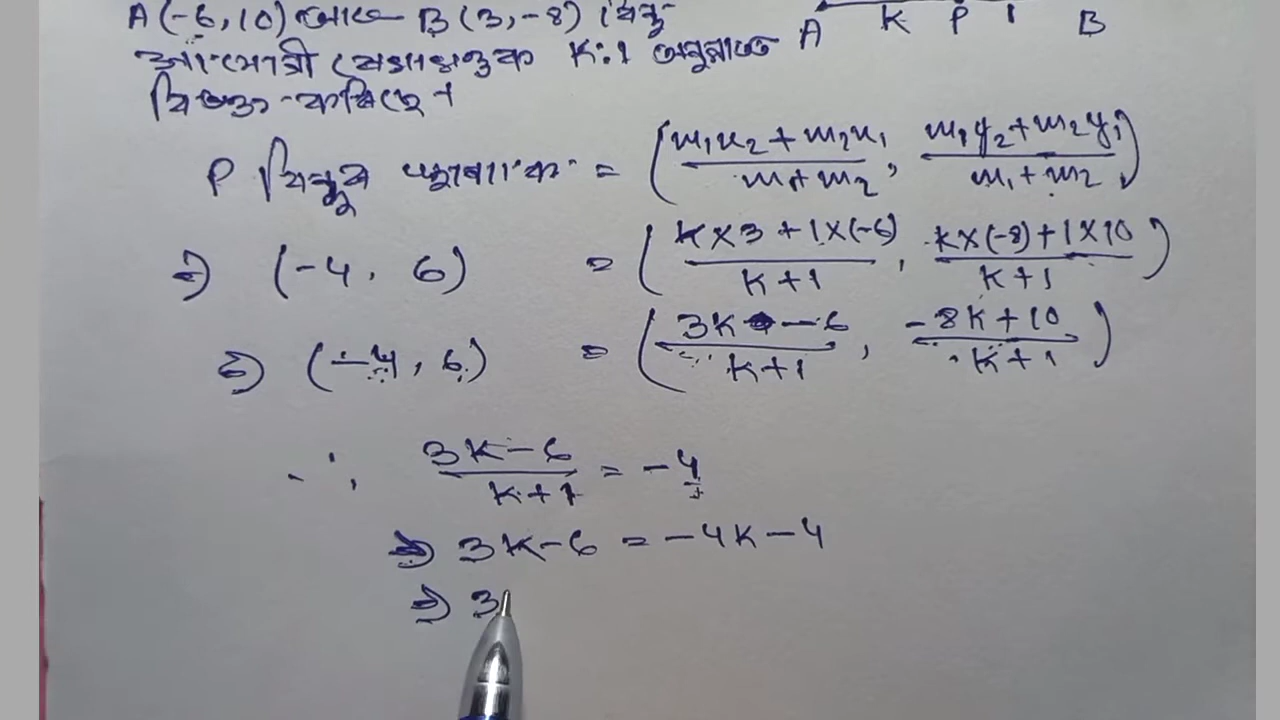 A(-6, 10) আৰু B(3, -8) বিন্দু
A K P 1 B
সংযোগী ৰেখাখণ্ডক K:1 অনুপাতত
বিভক্ত কৰিছে।
P বিন্দুৰ স্থানাংক = (m₁x₂ + m₂x₁ / m₁+m₂, m₁y₂+m₂y₁ / m₁+m₂)
⇒ (-4, 6) = (K×3 + 1×(-6) / K+1, K×(-8)+1×10 / K+1)
⇒ (-4, 6) = (3K-6 / K+1, -8K+10 / K+1)
∴ 3K-6 / K+1 = -4
⇒ 3K-6 = -4K-4
⇒ 3